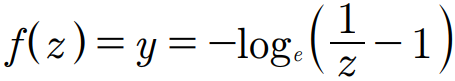 f(z) = y = −logₑ(1/z − 1)